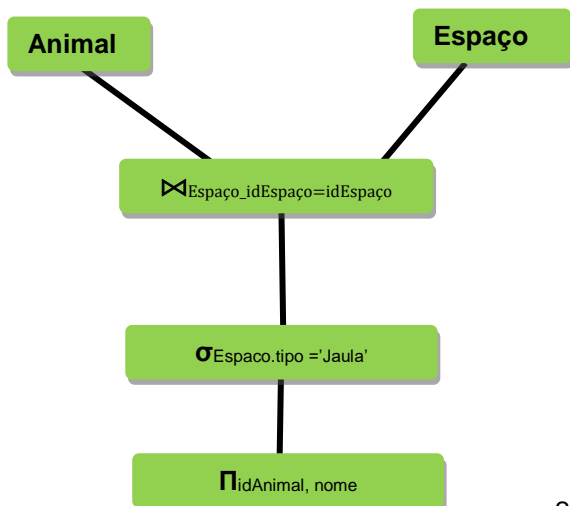 Animal
Espaço
⋈Espaço_idEspaço=idEspaço
σEspaco.tipo ='Jaula’
ΠidAnimal, nome